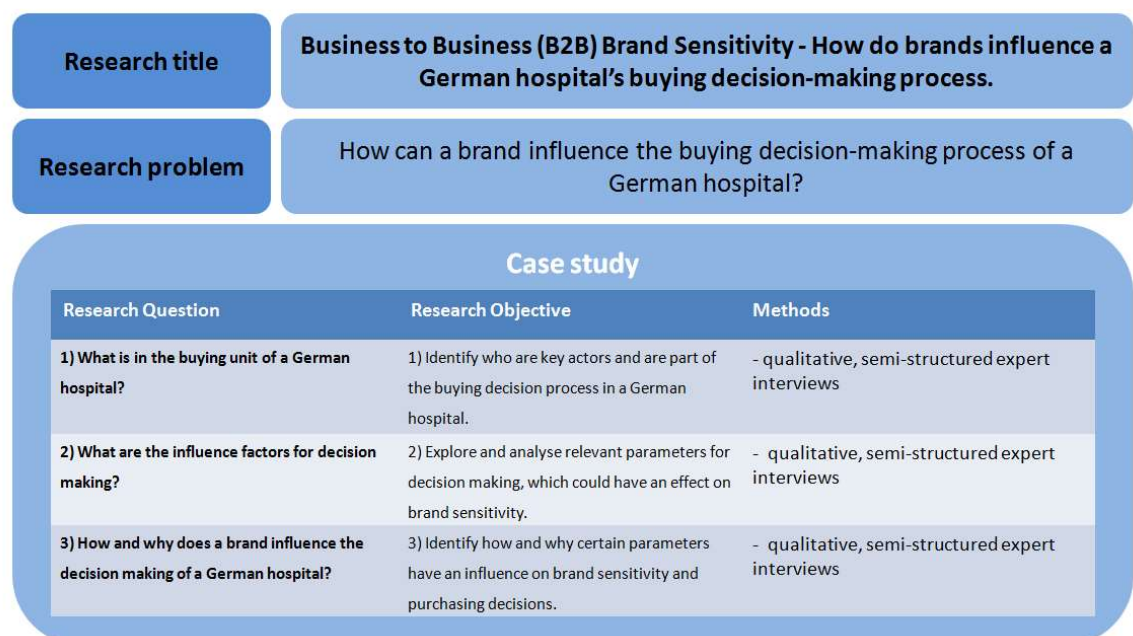 Research title
Business to Business (B2B) Brand Sensitivity - How do brands influence a
German hospital's buying decision-making process.
Research problem
How can a brand influence the buying decision-making process of a
German hospital?
Case study
Research Question
Research Objective
Methods
1) What is in the buying unit of a German
hospital?
1) Identify who are key actors and are part of
the buying decision process in a German
hospital.
- qualitative, semi-structured expert
interviews
2) What are the influence factors for decision
making?
2) Explore and analyse relevant parameters for
decision making, which could have an effect on
brand sensitivity.
- qualitative, semi-structured expert
interviews
3) How and why does a brand influence the
decision making of a German hospital?
3) Identify how and why certain parameters
have an influence on brand sensitivity and
purchasing decisions.
- qualitative, semi-structured expert
interviews